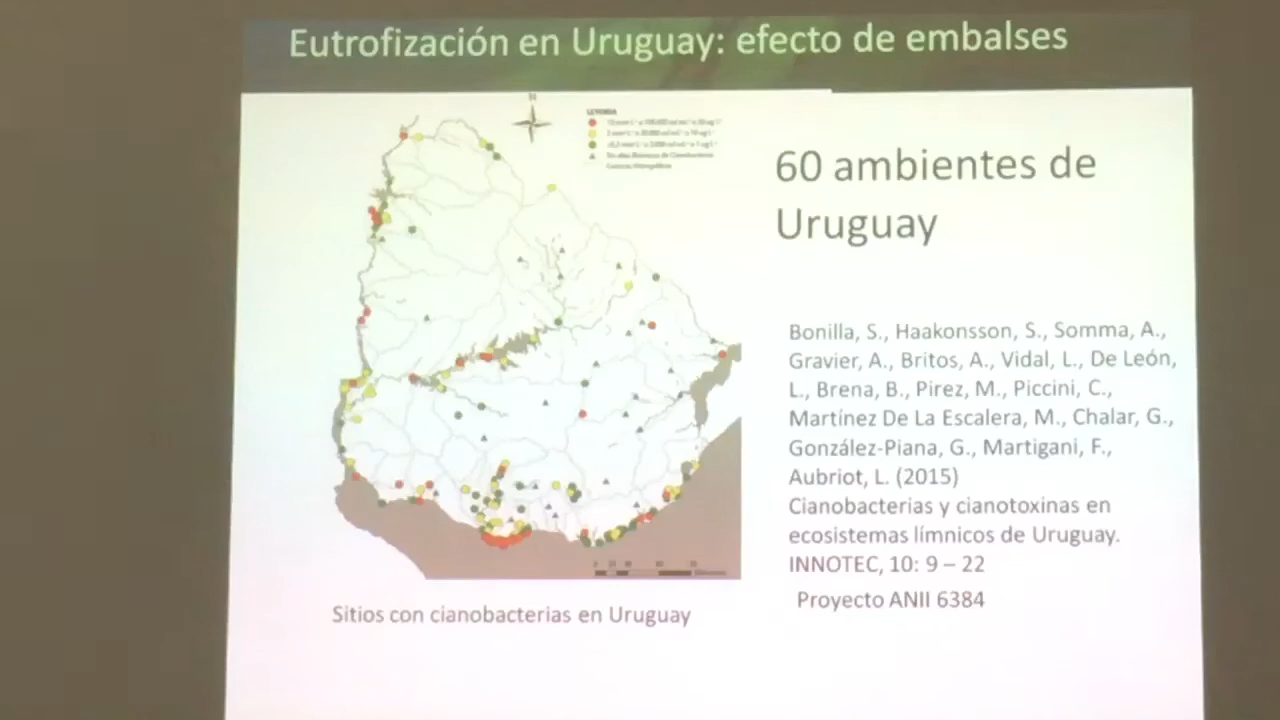 Eutrofización en Uruguay: efecto de embalses
N
LEYENDA
60 ambientes de
Uruguay
Bonilla, S., Haakonsson, S., Somma, A.,
Gravier, A., Britos, A., Vidal, L., De León,
L., Brena, B., Pirez, M., Piccini, C.,
Martínez De La Escalera, M., Chalar, G.,
González-Piana, G., Martigani, F.,
Aubriot, L. (2015)
Cianobacterias y cianotoxinas en
ecosistemas límnicos de Uruguay.
INNOTEC, 10: 9 – 22
Proyecto ANII 6384
Sitios con cianobacterias en Uruguay